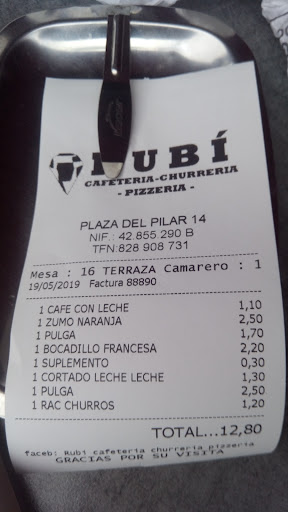 RUBÍ
CAFETERIA-CHURRERIA
- PIZZERIA -
PLAZA DEL PILAR 14
NIF.: 42.855.290 B
TFN:828 908 731
Mesa : 16 TERRAZA Camarero : 1
19/05/2019 Factura 88890
1 CAFE CON LECHE 1,10
1 ZUMO NARANJA 2,50
1 PULGA 1,70
1 BOCADILLO FRANCESA 2,20
1 SUPLEMENTO 0,30
1 CORTADO LECHE LECHE 1,30
1 PULGA 2,50
1 RAC CHURROS 1,20
TOTAL...12,80
faceb: Rubi cafeteria churreria pizzeria
GRACIAS POR SU VISITA